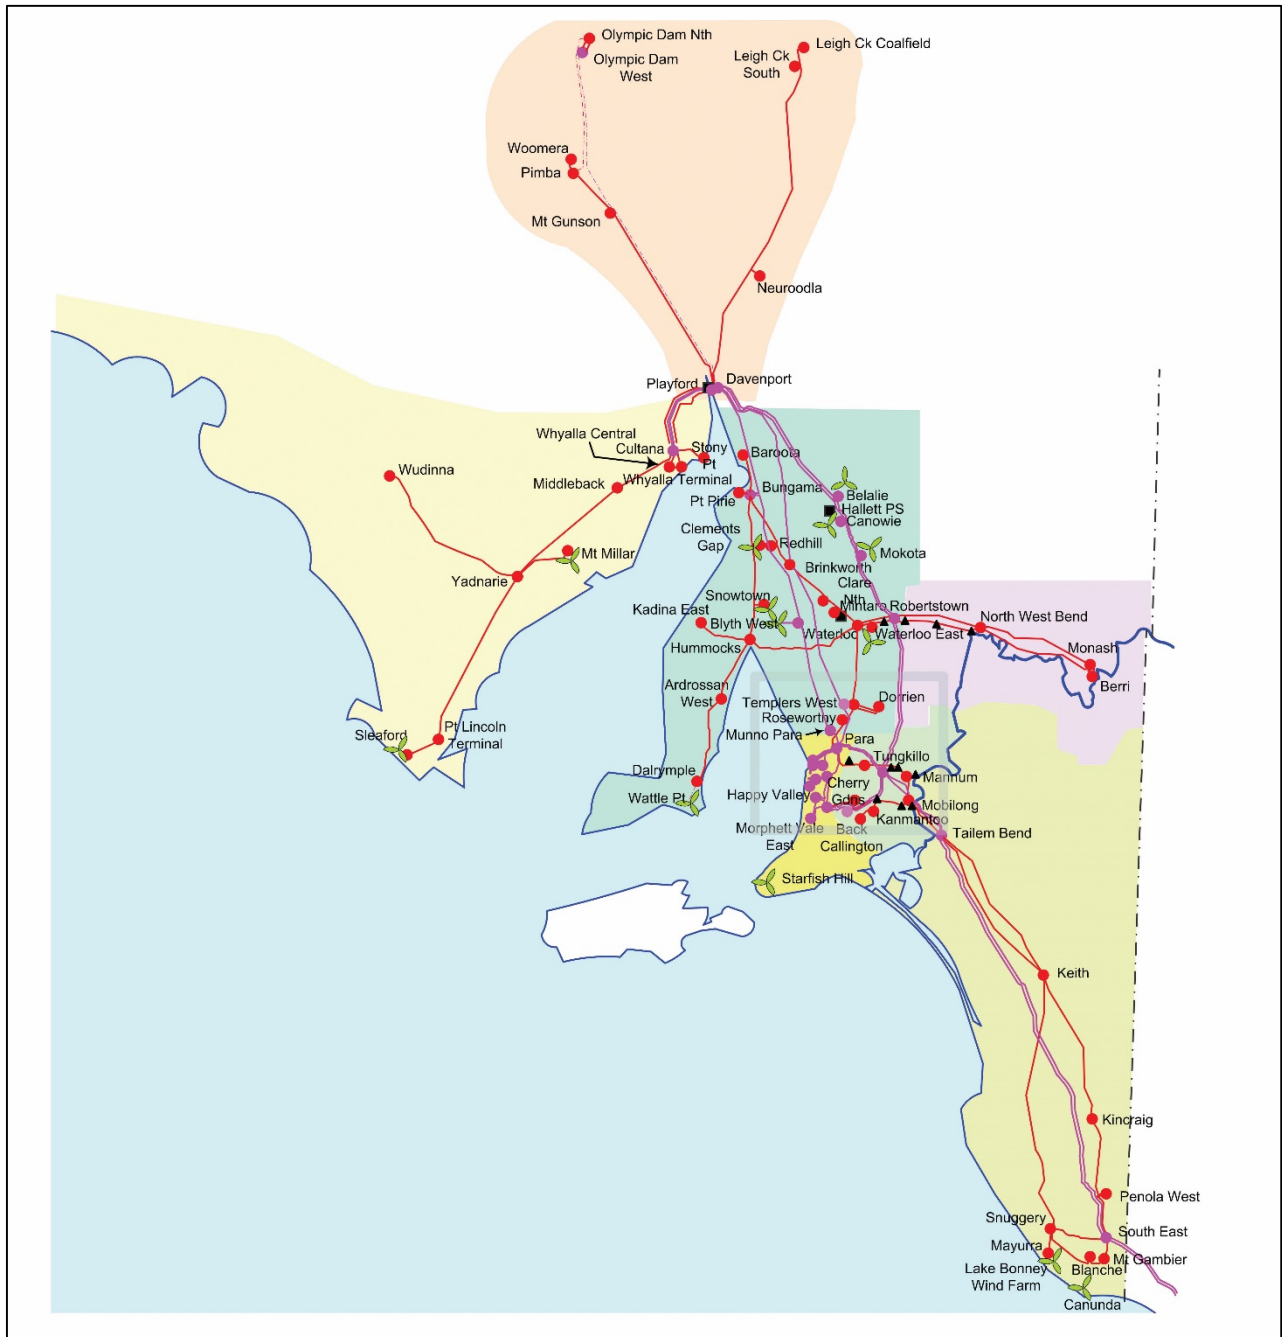 Olympic Dam Nth
Olympic Dam
West
Leigh Ck Coalfield
Leigh Ck
South
Woomera
Pimba
Mt Gunson
Neuroodla
Playford
Davenport
Whyalla Central
Cultana
Stony
Pt
Whyalla Terminal
Wudinna
Middleback
Baroota
Bungama
Pt Pirie
Belalie
Hallett PS
Canowie
Clements
Gap
Redhill
Mokota
Mt Millar
Yadnarie
Brinkworth
Clare
Nth
Snowtown
Mintaro
Robertstown
North West Bend
Kadina East
Blyth West
Waterloo
Waterloo East
Hummocks
Monash
Berri
Ardrossan
West
Templers West
Dorrien
Roseworthy
Munno Para
Sleaford
Pt Lincoln
Terminal
Para
Tungkillo
Dalrymple
Mannum
Wattle Pt
Happy Valley
Cherry
Gdns
Mobilong
Kanmantoo
Morphett Vale
East
Back
Callington
Tailem Bend
Starfish Hill
Keith
Kincraig
Penola West
Snuggery
South East
Mayurra
Mt Gambier
Lake Bonney
Wind Farm
Blanche
Canunda